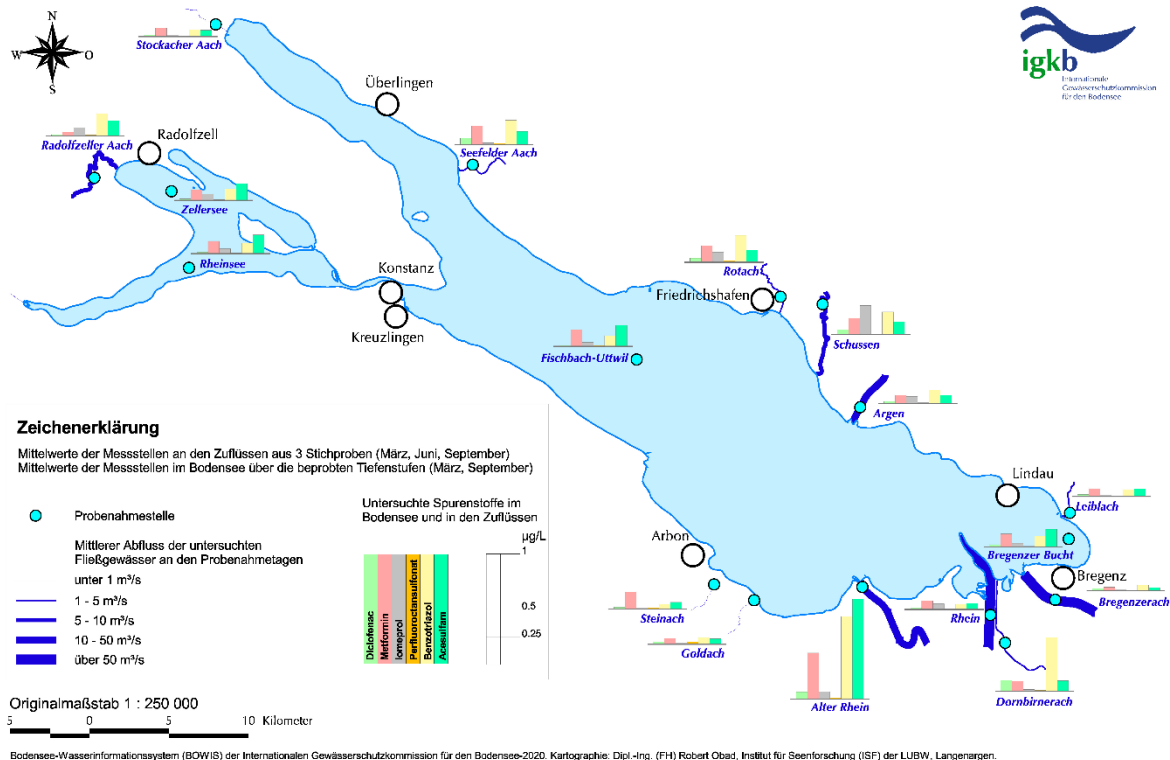 N
W
O
S
Stockacher Aach
igkb
Internationale
Gewässerschutzkommission
für den Bodensee
Überlingen
Radolfzeller Aach
Radolfzell
Seefelder Aach
Zellersee
Rheinsee
Konstanz
Kreuzlingen
Rotach
Friedrichshafen
Schussen
Fischbach-Uttwil
Argen
Lindau
Leiblach
Bregenzer Bucht
Bregenz
Bregenzerach
Arbon
Steinach
Goldach
Rhein
Alter Rhein
Dornbirnerach
Zeichenerklärung
Mittelwerte der Messstellen an den Zuflüssen aus 3 Stichproben (März, Juni, September)
Mittelwerte der Messstellen im Bodensee über die beprobten Tiefenstufen (März, September)
Probenahmestelle
Mittlerer Abfluss der untersuchten
Fließgewässer an den Probenahmetagen
unter 1 m³/s
1 - 5 m³/s
5 - 10 m³/s
10 - 50 m³/s
über 50 m³/s
Untersuchte Spurenstoffe im
Bodensee und in den Zuflüssen
µg/L
1
0.5
0.25
Diclofenac
Metformin
Iomeprol
Perfluoroctansulfonat
Benzotriazol
Acesulfam
Originalmaßstab 1 : 250 000
5 0 5 10 Kilometer
Bodensee-Wasserinformationssystem (BOWIS) der Internationalen Gewässerschutzkommission für den Bodensee-2020. Kartographie: Dipl.-Ing. (FH) Robert Obad, Institut für Seenforschung (ISF) der LUBW, Langenargen.